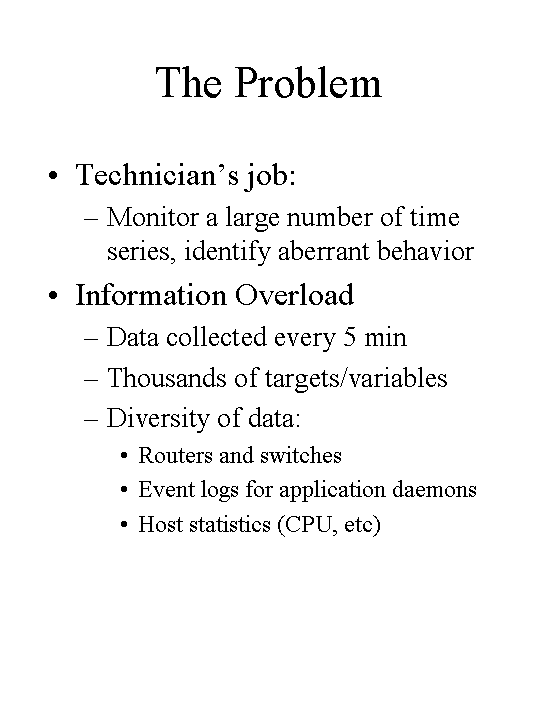 The Problem
• Technician's job:
– Monitor a large number of time
series, identify aberrant behavior
• Information Overload
– Data collected every 5 min
– Thousands of targets/variables
– Diversity of data:
• Routers and switches
• Event logs for application daemons
• Host statistics (CPU, etc)